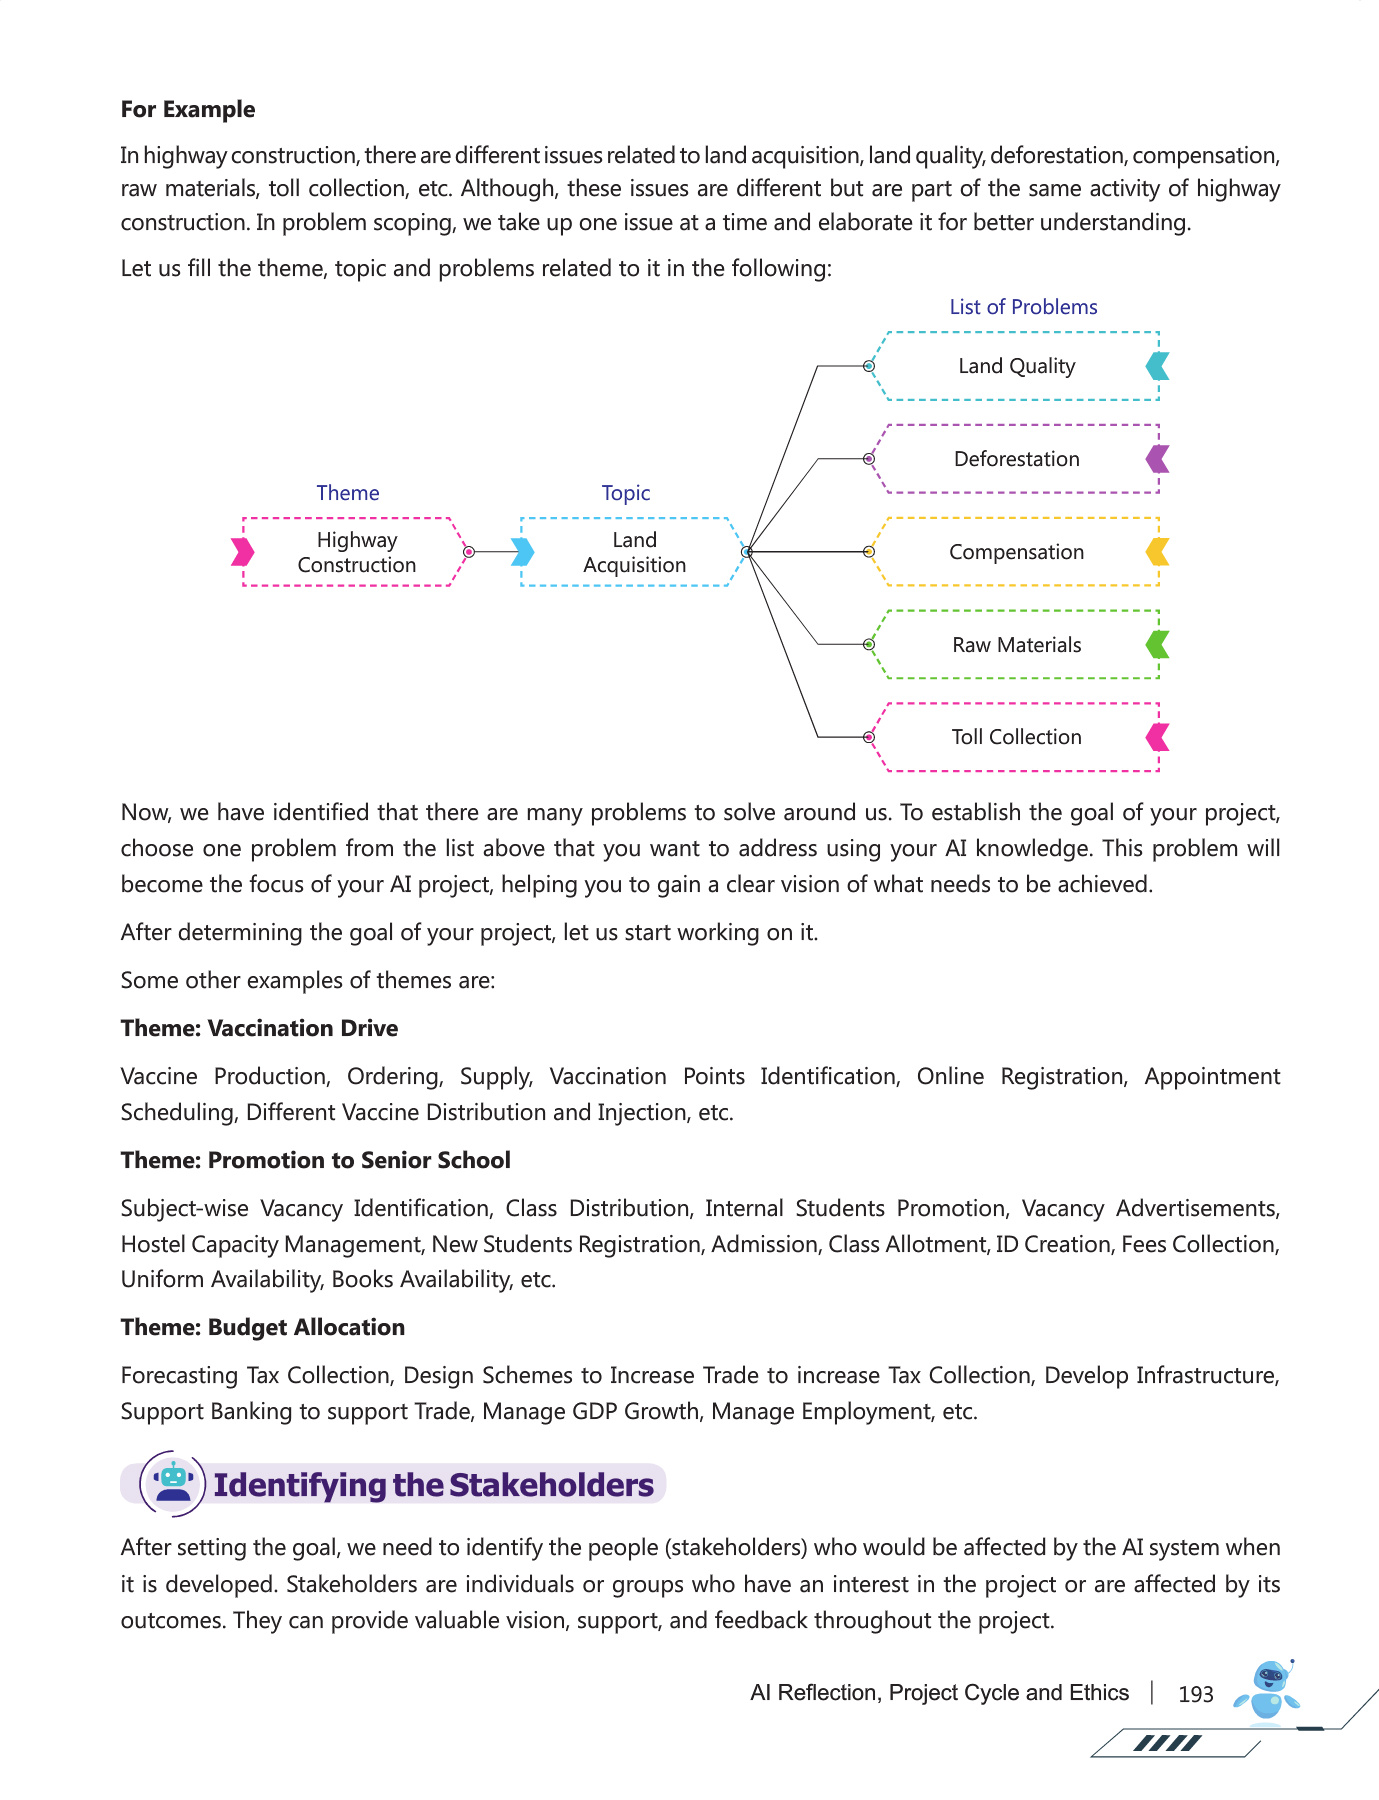 For Example
In highway construction, there are different issues related to land acquisition, land quality, deforestation, compensation,
raw materials, toll collection, etc. Although, these issues are different but are part of the same activity of highway
construction. In problem scoping, we take up one issue at a time and elaborate it for better understanding.
Let us fill the theme, topic and problems related to it in the following:
List of Problems
Land Quality
Deforestation
Theme
Topic
Highway
Construction
Land
Acquisition
Compensation
Raw Materials
Toll Collection
Now, we have identified that there are many problems to solve around us. To establish the goal of your project,
choose one problem from the list above that you want to address using your AI knowledge. This problem will
become the focus of your AI project, helping you to gain a clear vision of what needs to be achieved.
After determining the goal of your project, let us start working on it.
Some other examples of themes are:
Theme: Vaccination Drive
Vaccine Production, Ordering, Supply, Vaccination Points Identification, Online Registration, Appointment
Scheduling, Different Vaccine Distribution and Injection, etc.
Theme: Promotion to Senior School
Subject-wise Vacancy Identification, Class Distribution, Internal Students Promotion, Vacancy Advertisements,
Hostel Capacity Management, New Students Registration, Admission, Class Allotment, ID Creation, Fees Collection,
Uniform Availability, Books Availability, etc.
Theme: Budget Allocation
Forecasting Tax Collection, Design Schemes to Increase Trade to increase Tax Collection, Develop Infrastructure,
Support Banking to support Trade, Manage GDP Growth, Manage Employment, etc.
Identifying the Stakeholders
After setting the goal, we need to identify the people (stakeholders) who would be affected by the AI system when
it is developed. Stakeholders are individuals or groups who have an interest in the project or are affected by its
outcomes. They can provide valuable vision, support, and feedback throughout the project.
AI Reflection, Project Cycle and Ethics | 193